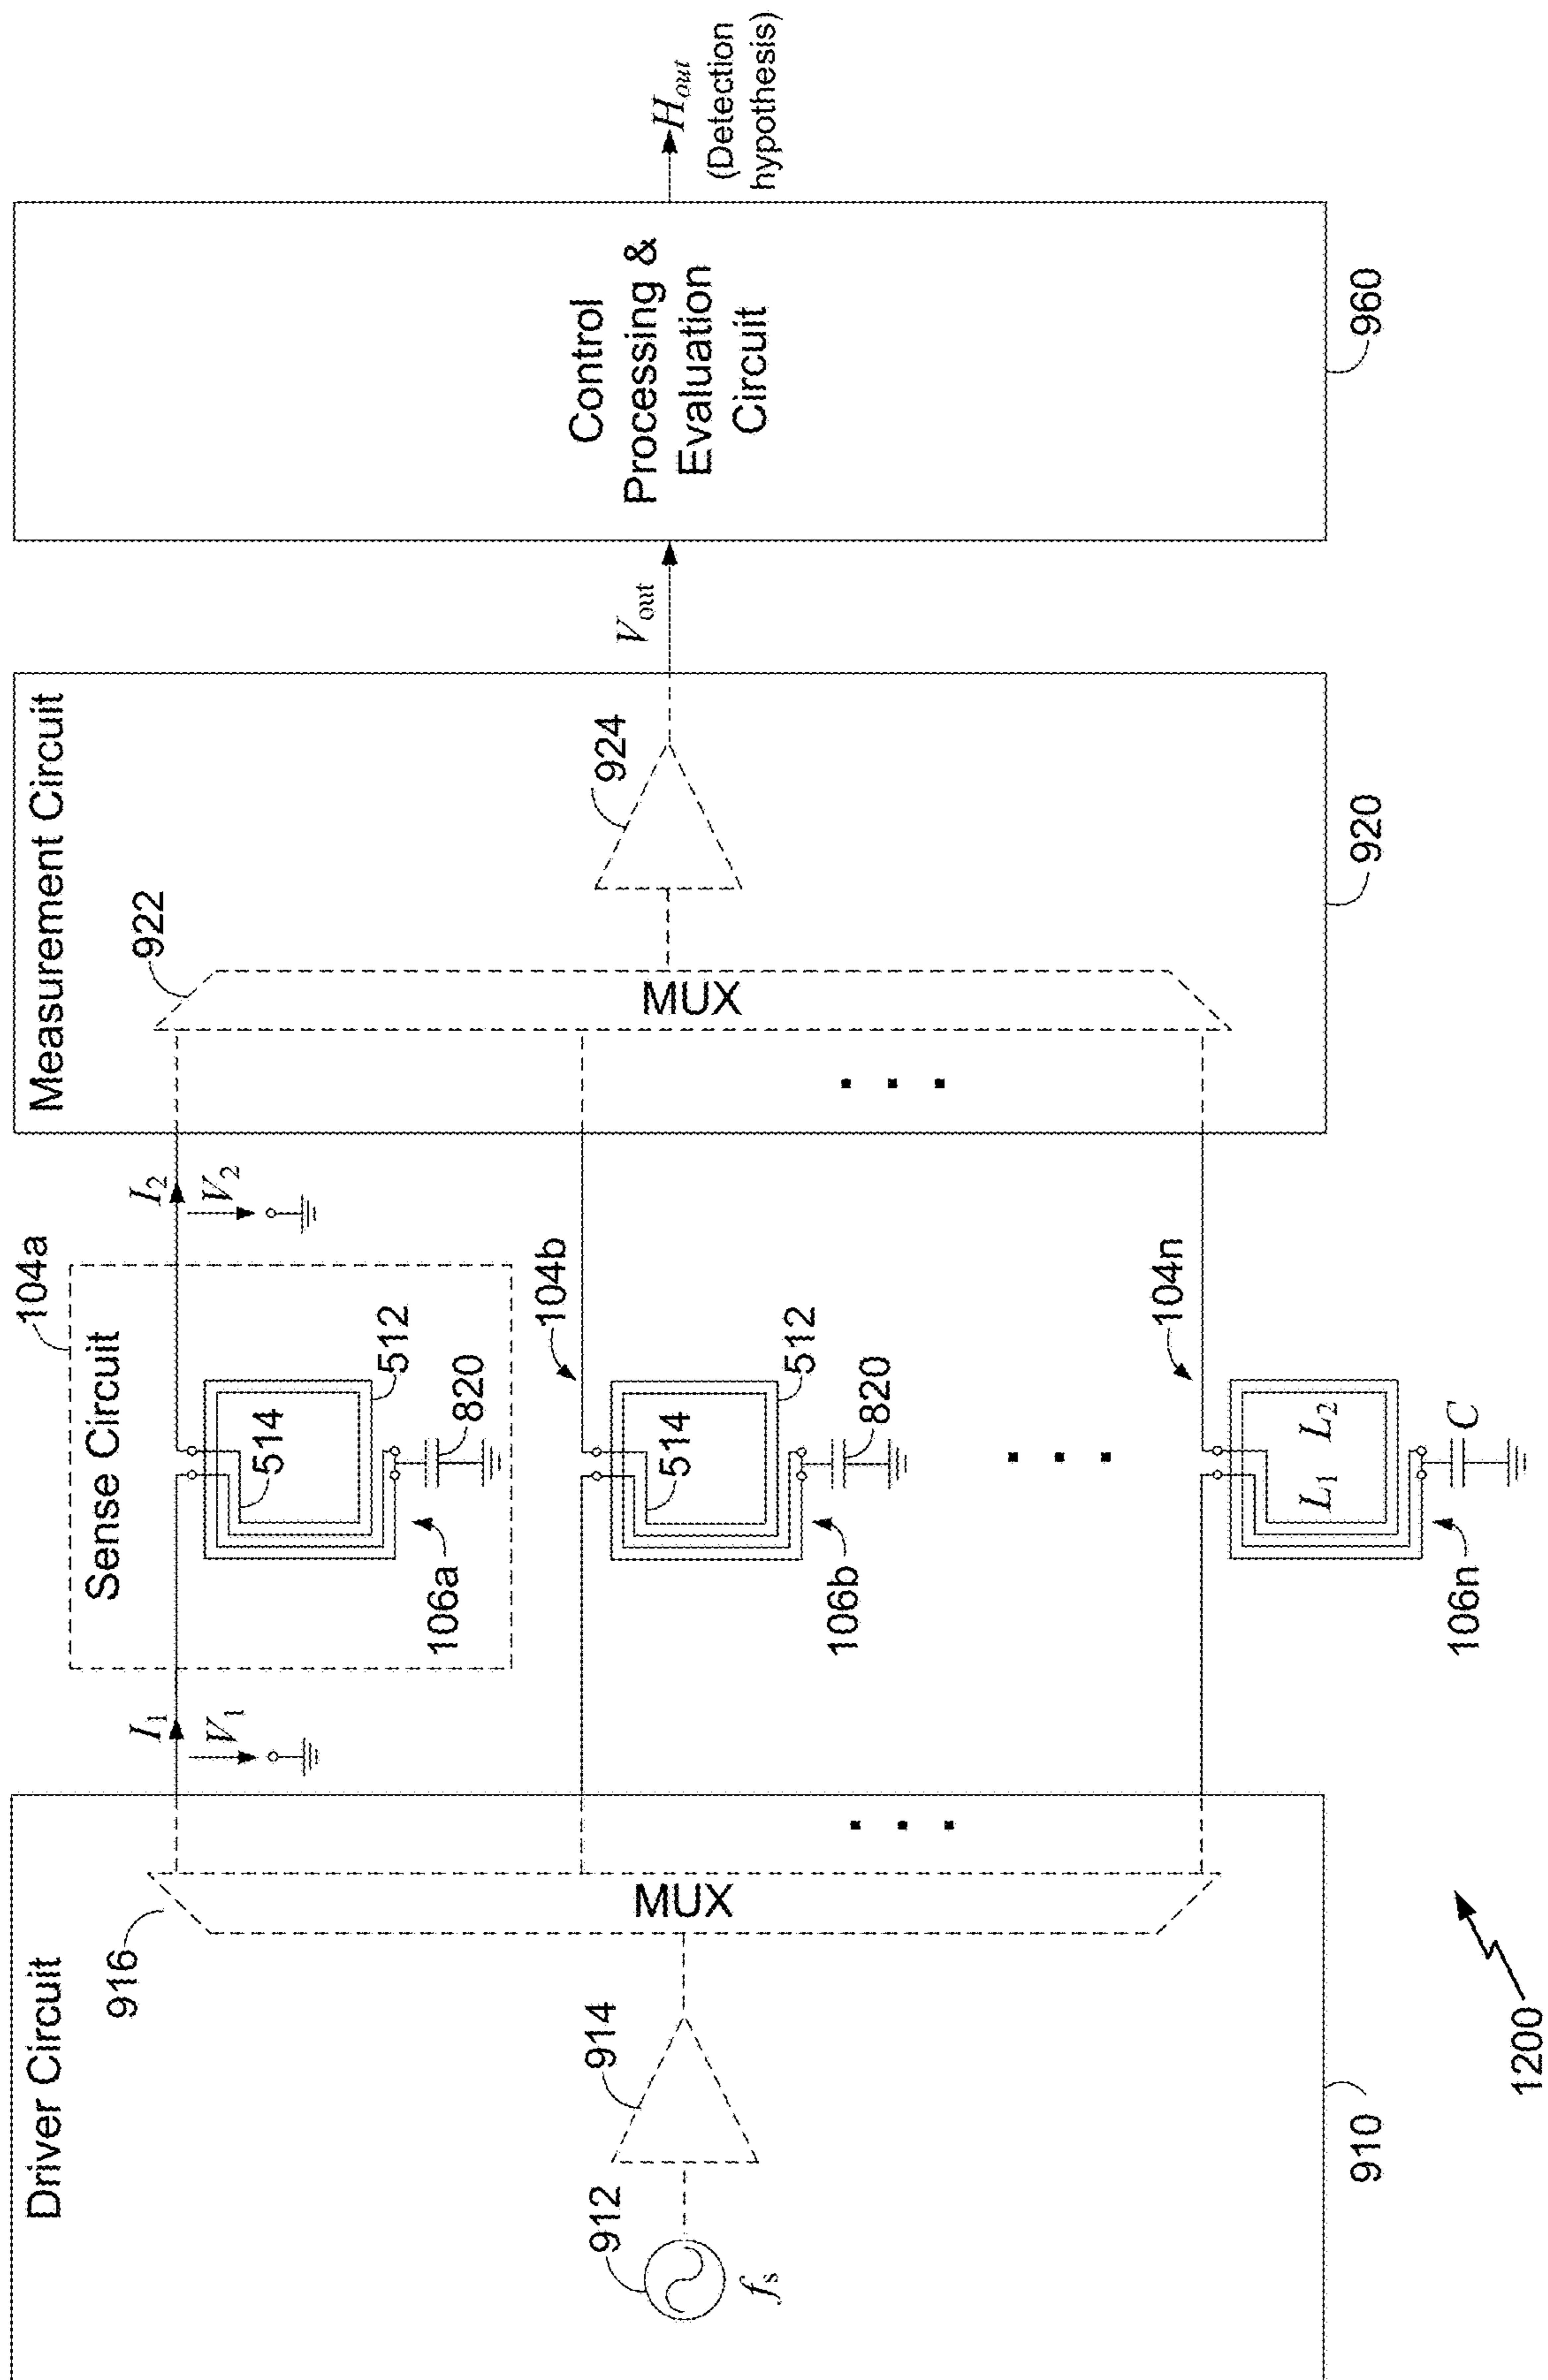 Driver Circuit
912
f_s
914
916
MUX
910
I_1
V_1
Sense Circuit
104a
514
512
820
106a
I_2
V_2
104b
514
512
820
106b
104n
L_1 L_2
C
106n
Measurement Circuit
922
MUX
924
920
V_out
Control
Processing &
Evaluation
Circuit
960
H_out
(Detection
hypothesis)
1200